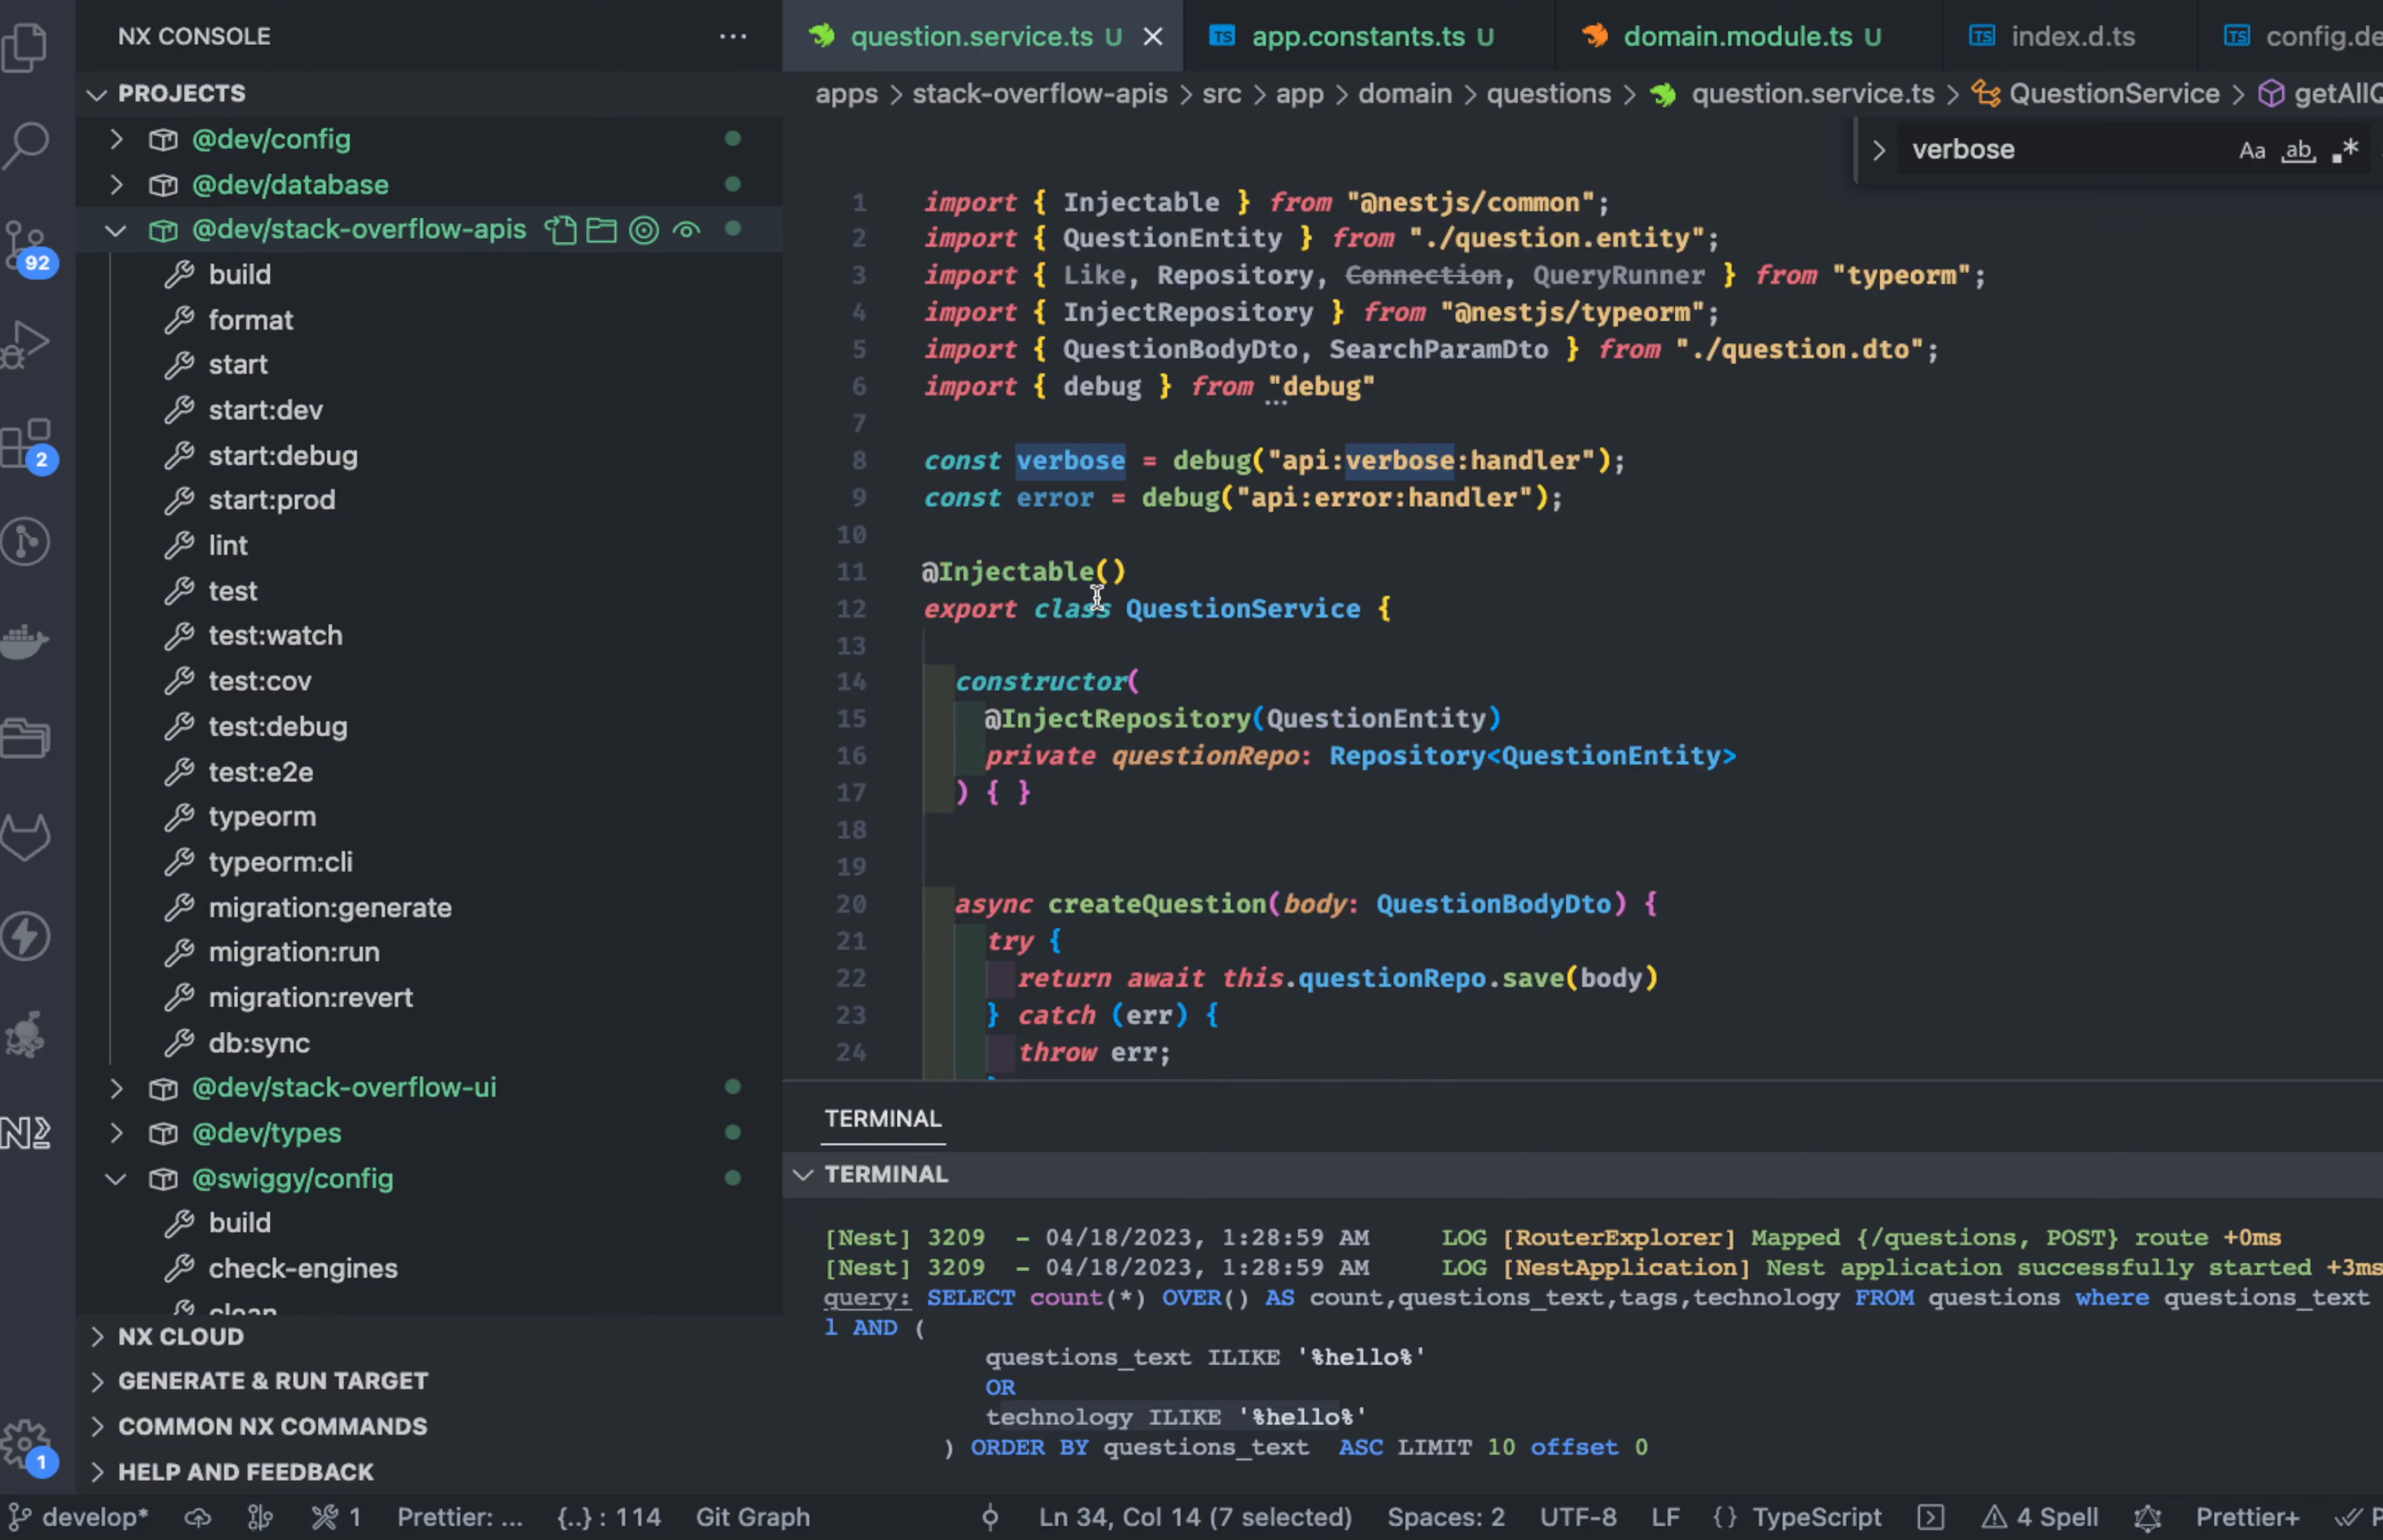 NX CONSOLE
PROJECTS
@dev/config
@dev/database
@dev/stack-overflow-apis
build
format
start
start:dev
start:debug
start:prod
lint
test
test:watch
test:cov
test:debug
test:e2e
typeorm
typeorm:cli
migration:generate
migration:run
migration:revert
db:sync
@dev/stack-overflow-ui
@dev/types
@swiggy/config
build
check-engines
clean
NX CLOUD
GENERATE & RUN TARGET
COMMON NX COMMANDS
HELP AND FEEDBACK
92
2
1
question.service.ts U
TS app.constants.ts U
domain.module.ts U
TS index.d.ts
TS config.de
apps > stack-overflow-apis > src > app > domain > questions > question.service.ts > QuestionService > getAllQ
verbose Aa ab .*
1 import { Injectable } from "@nestjs/common";
2 import { QuestionEntity } from "./question.entity";
3 import { Like, Repository, Connection, QueryRunner } from "typeorm";
4 import { InjectRepository } from "@nestjs/typeorm";
5 import { QuestionBodyDto, SearchParamDto } from "./question.dto";
6 import { debug } from "debug"
7
8 const verbose = debug("api:verbose:handler");
9 const error = debug("api:error:handler");
10
11 @Injectable()
12 export class QuestionService {
13
14 constructor(
15 @InjectRepository(QuestionEntity)
16 private questionRepo: Repository<QuestionEntity>
17 ) { }
18
19
20 async createQuestion(body: QuestionBodyDto) {
21 try {
22 return await this.questionRepo.save(body)
23 } catch (err) {
24 throw err;
TERMINAL
TERMINAL
[Nest] 3209 - 04/18/2023, 1:28:59 AM LOG [RouterExplorer] Mapped {/questions, POST} route +0ms
[Nest] 3209 - 04/18/2023, 1:28:59 AM LOG [NestApplication] Nest application successfully started +3ms
query: SELECT count(*) OVER() AS count,questions_text,tags,technology FROM questions where questions_text
l AND (
questions_text ILIKE '%hello%'
OR
technology ILIKE '%hello%'
) ORDER BY questions_text ASC LIMIT 10 offset 0
develop* 1 Prettier: ... {..} : 114 Git Graph Ln 34, Col 14 (7 selected) Spaces: 2 UTF-8 LF {} TypeScript 4 Spell Prettier+